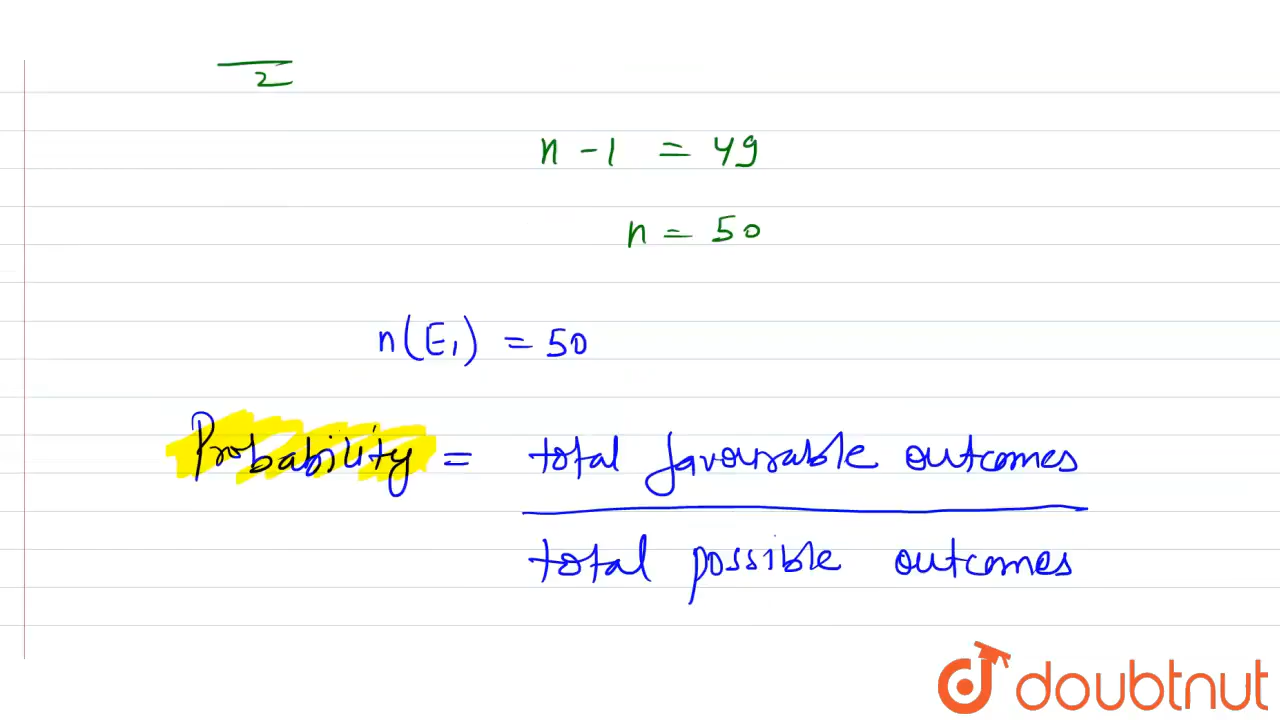 2
n - 1 = 49
n = 50
n(E₁) = 50
Probability = total favourable outcomes
total possible outcomes
doubtnut